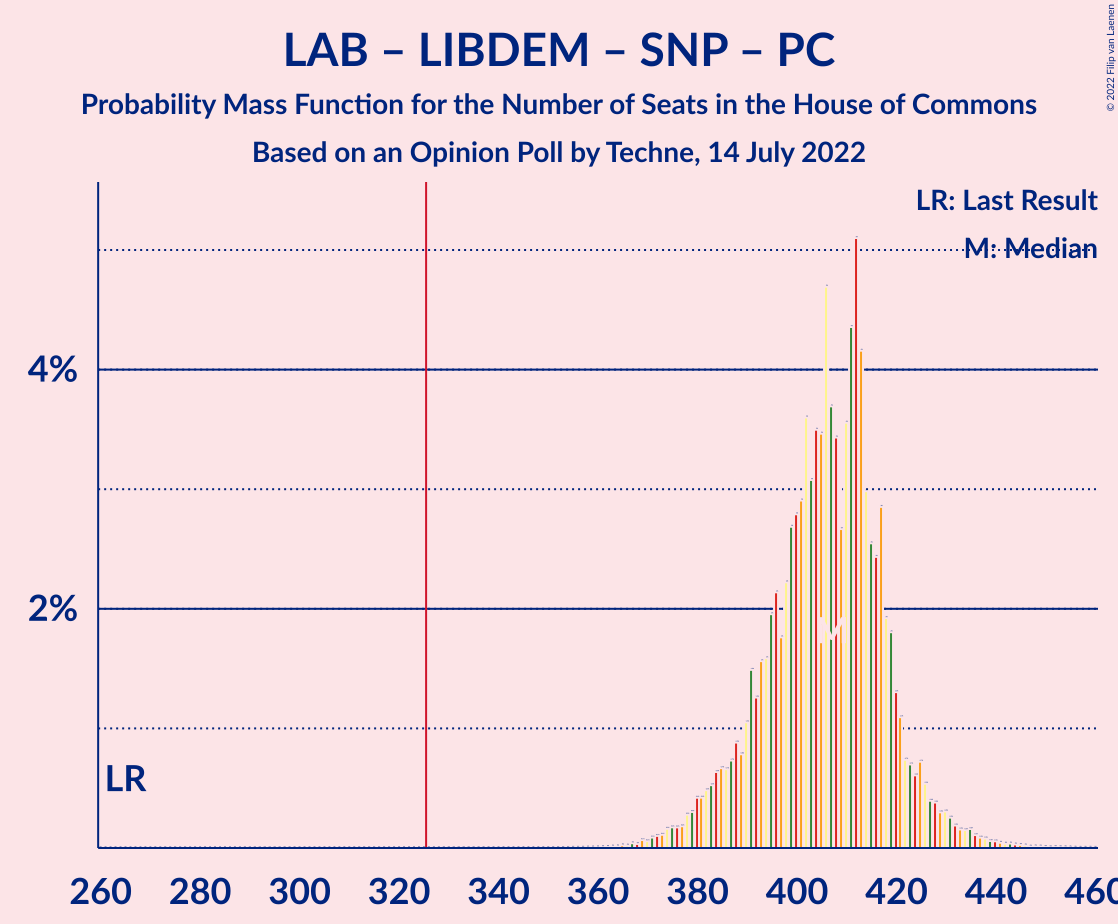 LAB – LIBDEM – SNP – PC
Probability Mass Function for the Number of Seats in the House of Commons
Based on an Opinion Poll by Techne, 14 July 2022
© 2022 Filip van Laenen
LR: Last Result
M: Median
4%
2%
LR
260 280 300 320 340 360 380 400 420 440 460